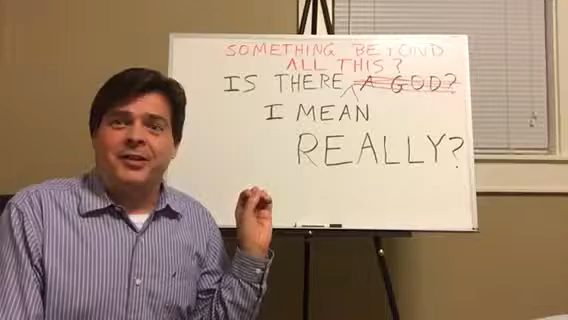 SOMETHING BEYOND
ALL THIS?
IS THERE A GOD?
I MEAN
REALLY?